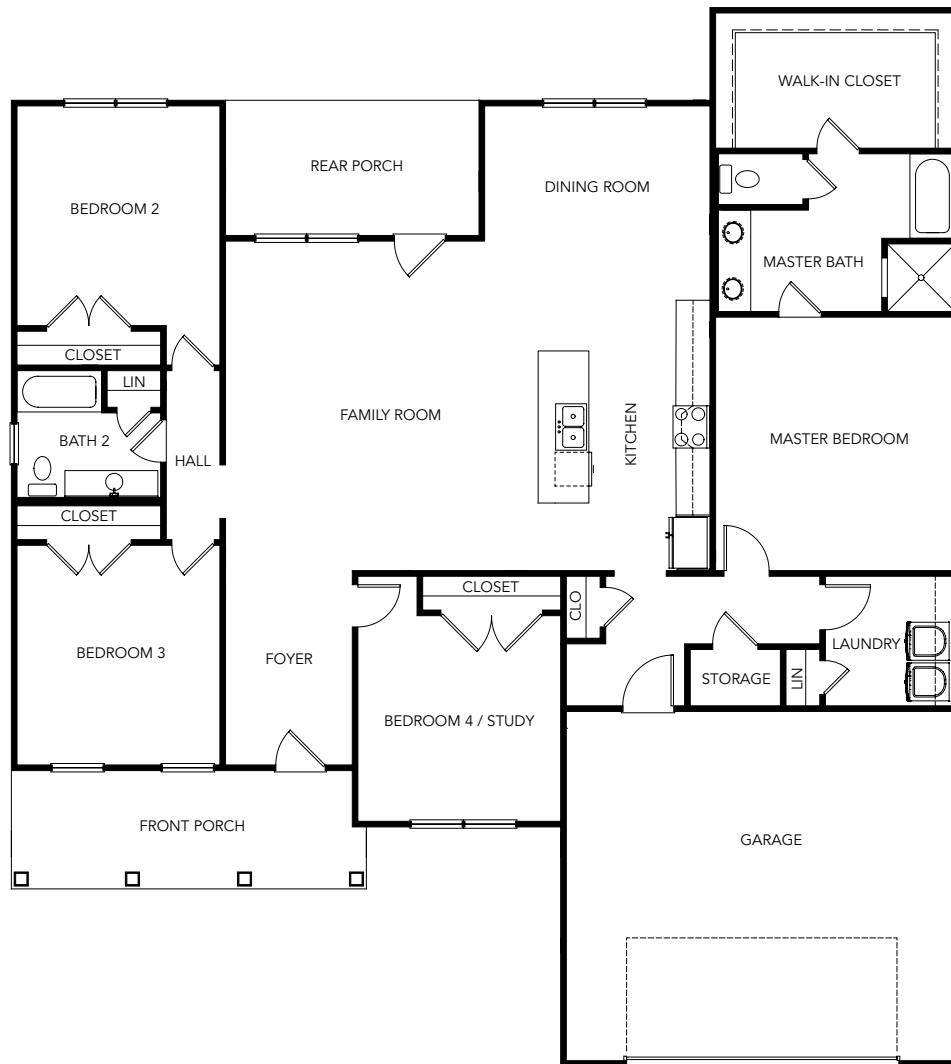 WALK-IN CLOSET
REAR PORCH
DINING ROOM
BEDROOM 2
MASTER BATH
CLOSET
LIN
FAMILY ROOM
KITCHEN
MASTER BEDROOM
BATH 2
HALL
CLOSET
CLOSET
CLO
BEDROOM 3
FOYER
LAUNDRY
STORAGE
LIN
BEDROOM 4 / STUDY
FRONT PORCH
GARAGE